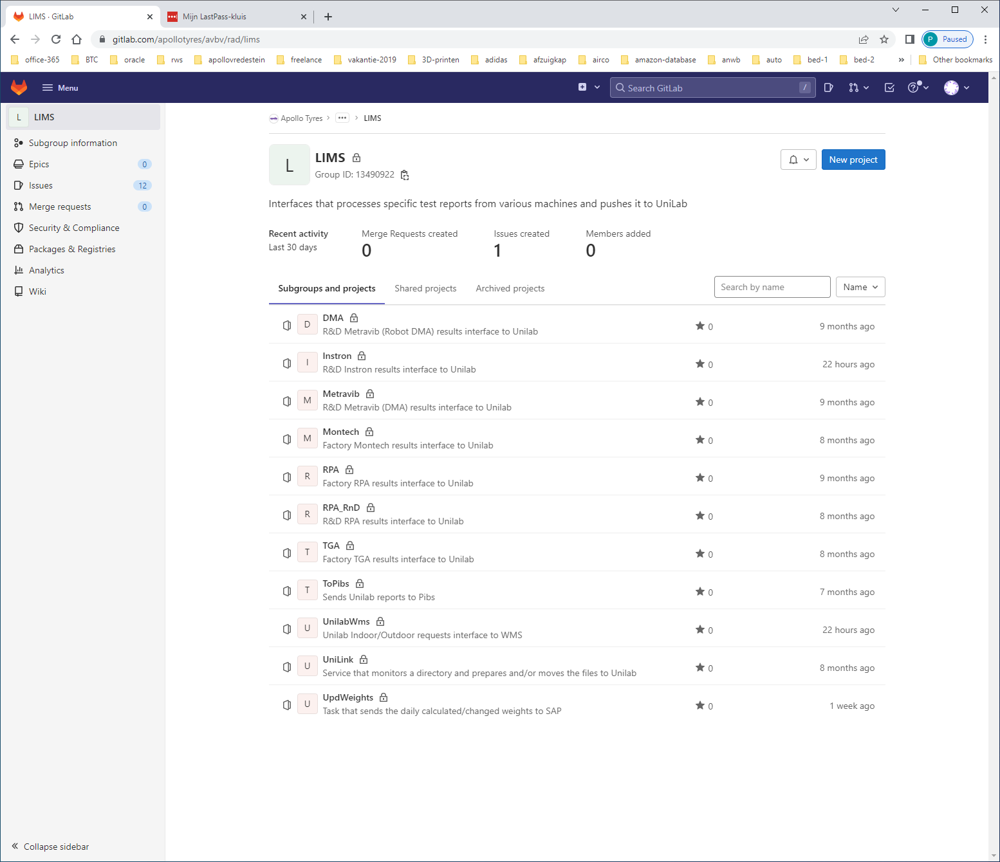 LIMS · GitLab
Mijn LastPass-kluis
gitlab.com/apollotyres/avbv/rad/lims
P Paused
office-365 BTC oracle rws apollovredestein freelance vakantie-2019 3D-printen adidas afzuigkap airco amazon-database anwb auto bed-1 bed-2 » Other bookmarks
Menu
Search GitLab /
L LIMS
Subgroup information
Epics 0
Issues 12
Merge requests 0
Security & Compliance
Packages & Registries
Analytics
Wiki
Collapse sidebar
Apollo Tyres › ••• › LIMS
L
LIMS
Group ID: 13490922
New project
Interfaces that processes specific test reports from various machines and pushes it to UniLab
Recent activity
Last 30 days
Merge Requests created
0
Issues created
1
Members added
0
Subgroups and projects Shared projects Archived projects
Search by name
Name
D DMA
R&D Metravib (Robot DMA) results interface to Unilab
0 9 months ago
I Instron
R&D Instron results interface to Unilab
0 22 hours ago
M Metravib
R&D Metravib (DMA) results interface to Unilab
0 9 months ago
M Montech
Factory Montech results interface to Unilab
0 8 months ago
R RPA
Factory RPA results interface to Unilab
0 9 months ago
R RPA_RnD
R&D RPA results interface to Unilab
0 8 months ago
T TGA
Factory TGA results interface to Unilab
0 8 months ago
T ToPibs
Sends Unilab reports to Pibs
0 7 months ago
U UnilabWms
Unilab Indoor/Outdoor requests interface to WMS
0 22 hours ago
U UniLink
Service that monitors a directory and prepares and/or moves the files to Unilab
0 8 months ago
U UpdWeights
Task that sends the daily calculated/changed weights to SAP
0 1 week ago